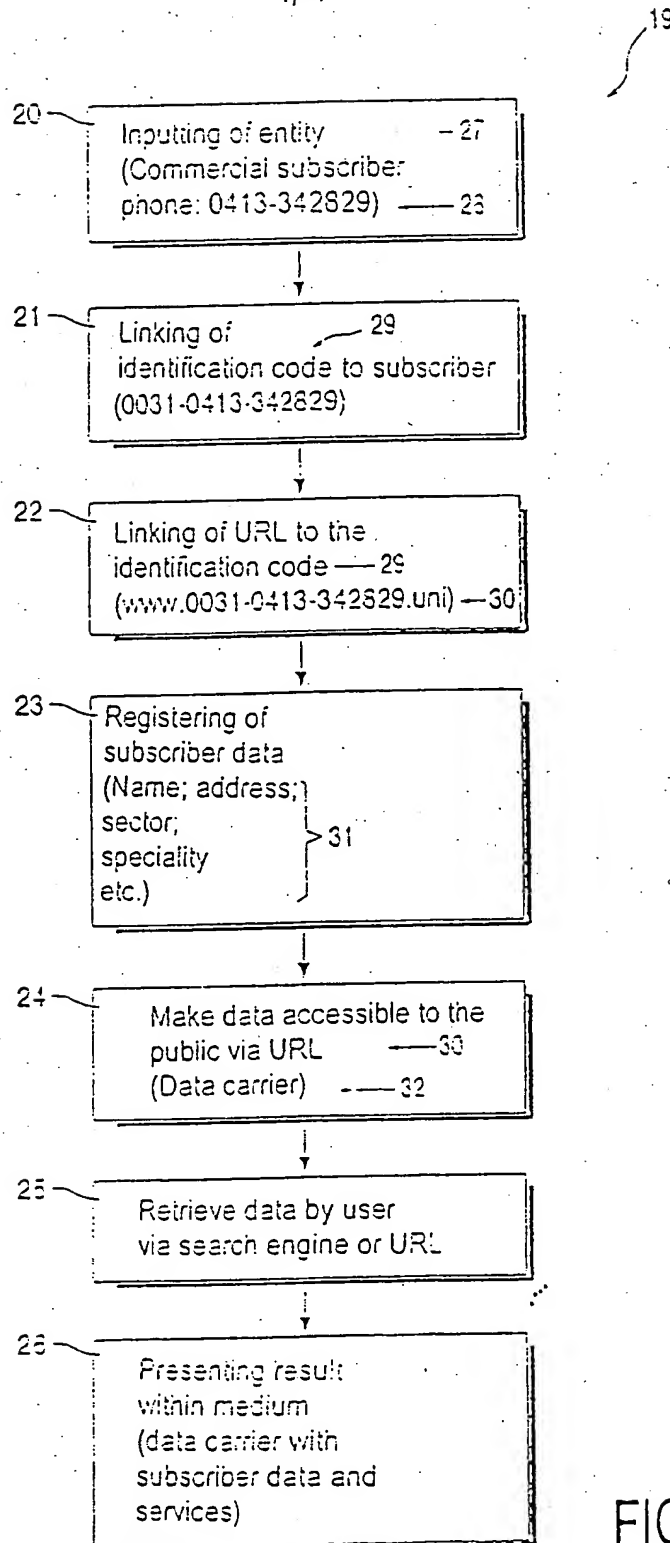 19
20
Inputting of entity - 27
(Commercial subscriber
phone: 0413-342829) — 28
21
Linking of 29
identification code to subscriber
(0031-0413-342829)
22
Linking of URL to the
identification code — 29
(www.0031-0413-342829.uni) — 30
23
Registering of
subscriber data
(Name; address;
sector;
speciality
etc.)
31
24
Make data accessible to the
public via URL — 30
(Data carrier) - — 32
25
Retrieve data by user
via search engine or URL
26
Presenting result
within medium
(data carrier with
subscriber data and
services)
FIG